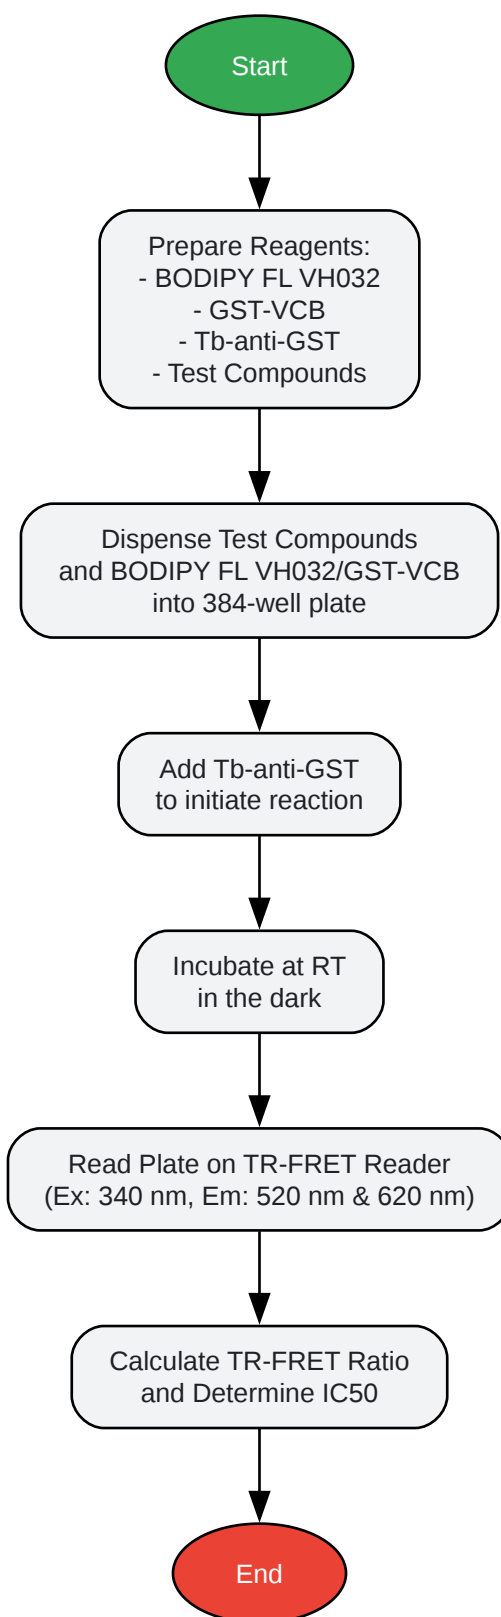 Start
Prepare Reagents:
- BODIPY FL VH032
- GST-VCB
- Tb-anti-GST
- Test Compounds
Dispense Test Compounds
and BODIPY FL VH032/GST-VCB
into 384-well plate
Add Tb-anti-GST
to initiate reaction
Incubate at RT
in the dark
Read Plate on TR-FRET Reader
(Ex: 340 nm, Em: 520 nm & 620 nm)
Calculate TR-FRET Ratio
and Determine IC50
End